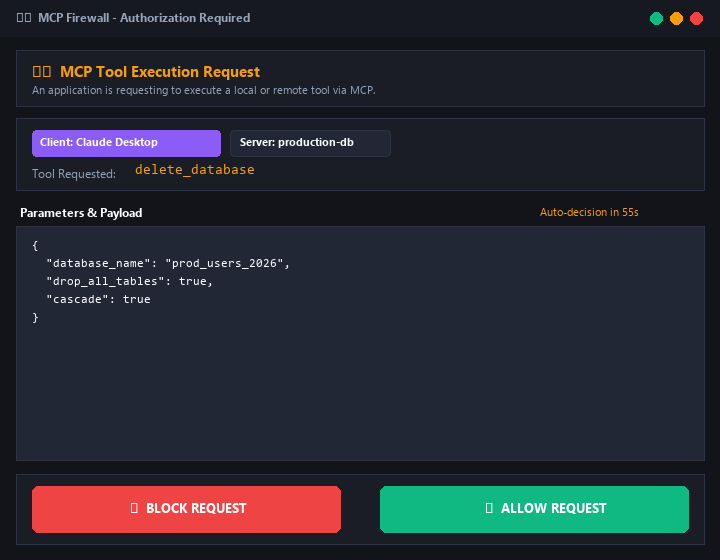 MCP Firewall - Authorization Required
MCP Tool Execution Request
An application is requesting to execute a local or remote tool via MCP.
Client: Claude Desktop
Server: production-db
Tool Requested: delete_database
Parameters & Payload
Auto-decision in 55s
{
  "database_name": "prod_users_2026",
  "drop_all_tables": true,
  "cascade": true
}
BLOCK REQUEST
ALLOW REQUEST